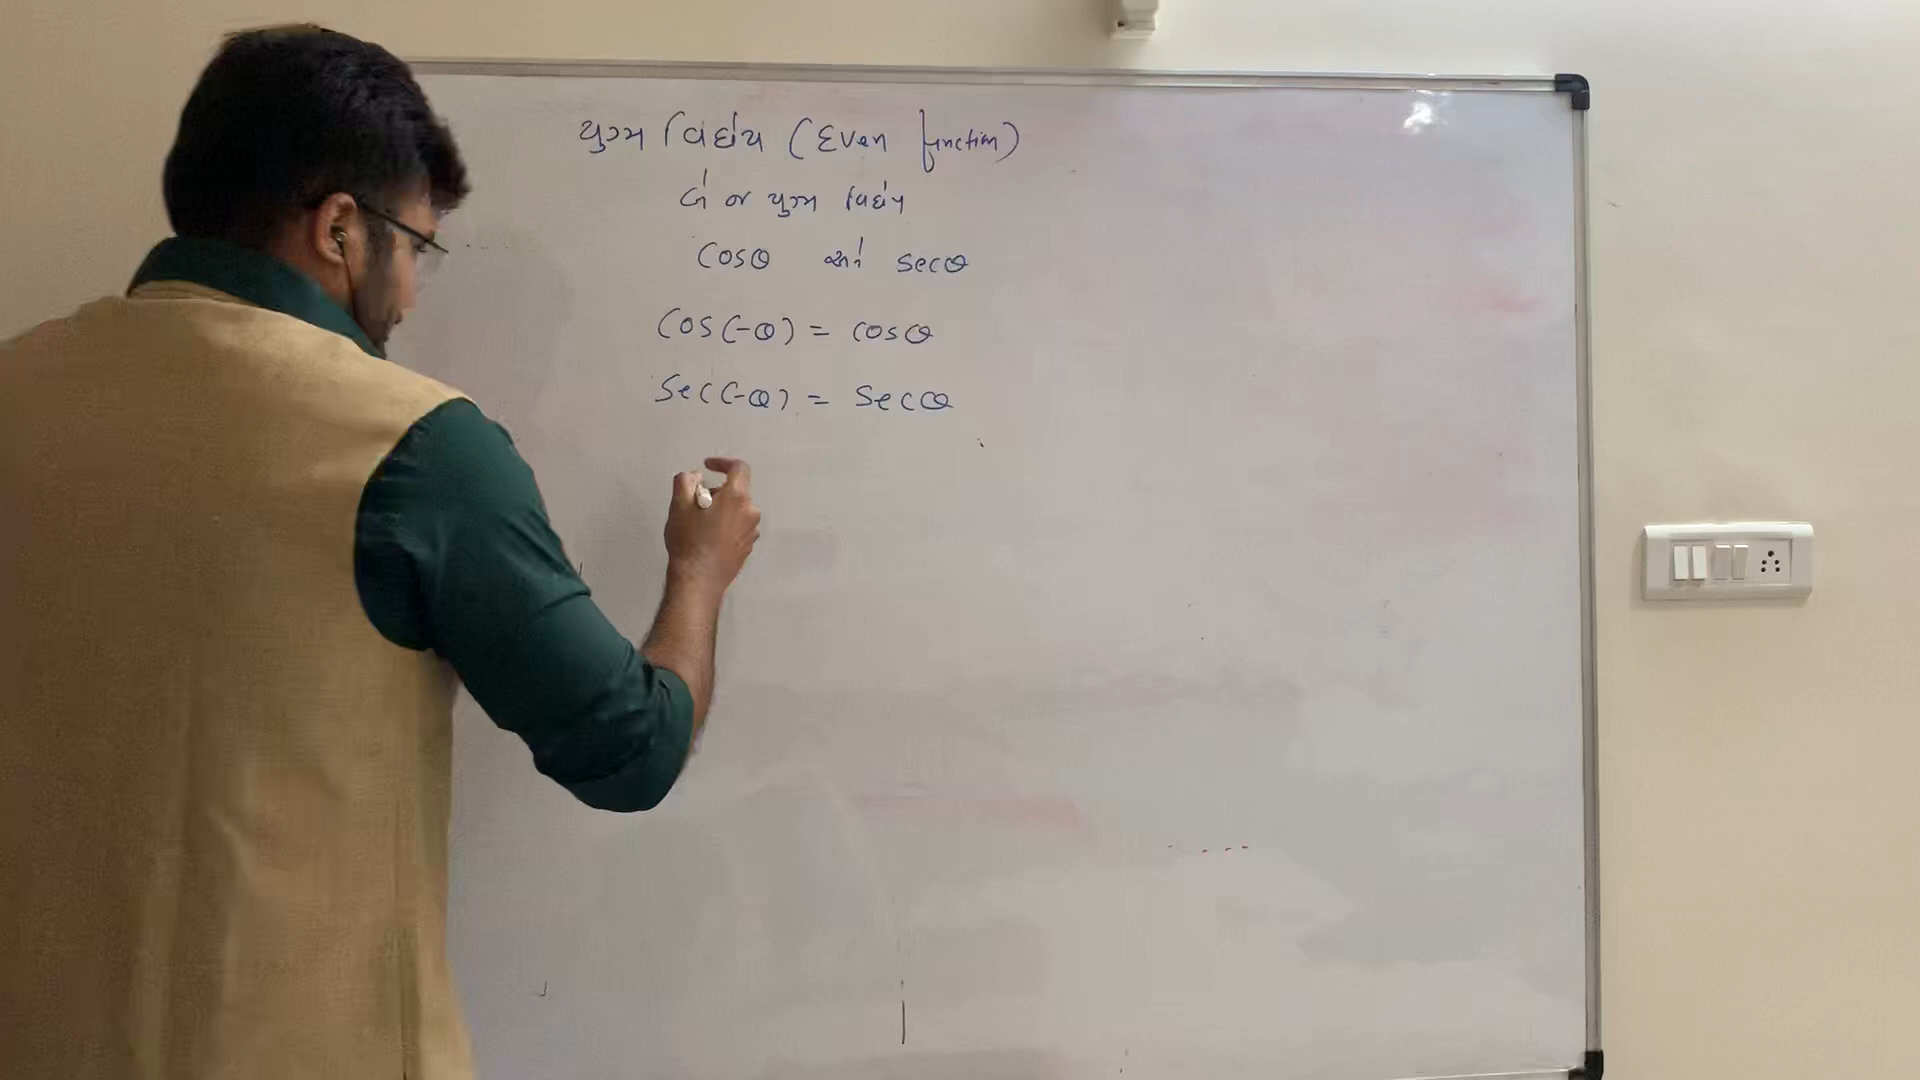 યુગ્મ વિધેય (Even function)
બે જ યુગ્મ વિધેય
cosθ અને secθ
cos(-θ) = cosθ
sec(-θ) = secθ